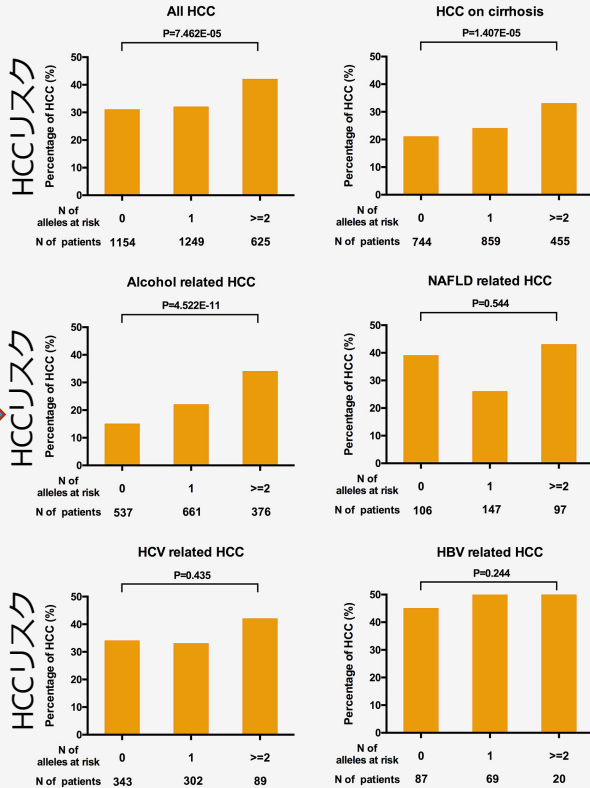 All HCC
P=7.462E-05
HCCリスク
Percentage of HCC (%)
50
40
30
20
10
0
N of
alleles at risk 0 1 >=2
N of patients 1154 1249 625
HCC on cirrhosis
P=1.407E-05
Percentage of HCC (%)
50
40
30
20
10
0
N of
alleles at risk 0 1 >=2
N of patients 744 859 455
Alcohol related HCC
P=4.522E-11
HCCリスク
Percentage of HCC (%)
50
40
30
20
10
0
N of
alleles at risk 0 1 >=2
N of patients 537 661 376
NAFLD related HCC
P=0.544
Percentage of HCC (%)
50
40
30
20
10
0
N of
alleles at risk 0 1 >=2
N of patients 106 147 97
HCV related HCC
P=0.435
HCCリスク
Percentage of HCC (%)
50
40
30
20
10
0
N of
alleles at risk 0 1 >=2
N of patients 343 302 89
HBV related HCC
P=0.244
Percentage of HCC (%)
50
40
30
20
10
0
N of
alleles at risk 0 1 >=2
N of patients 87 69 20